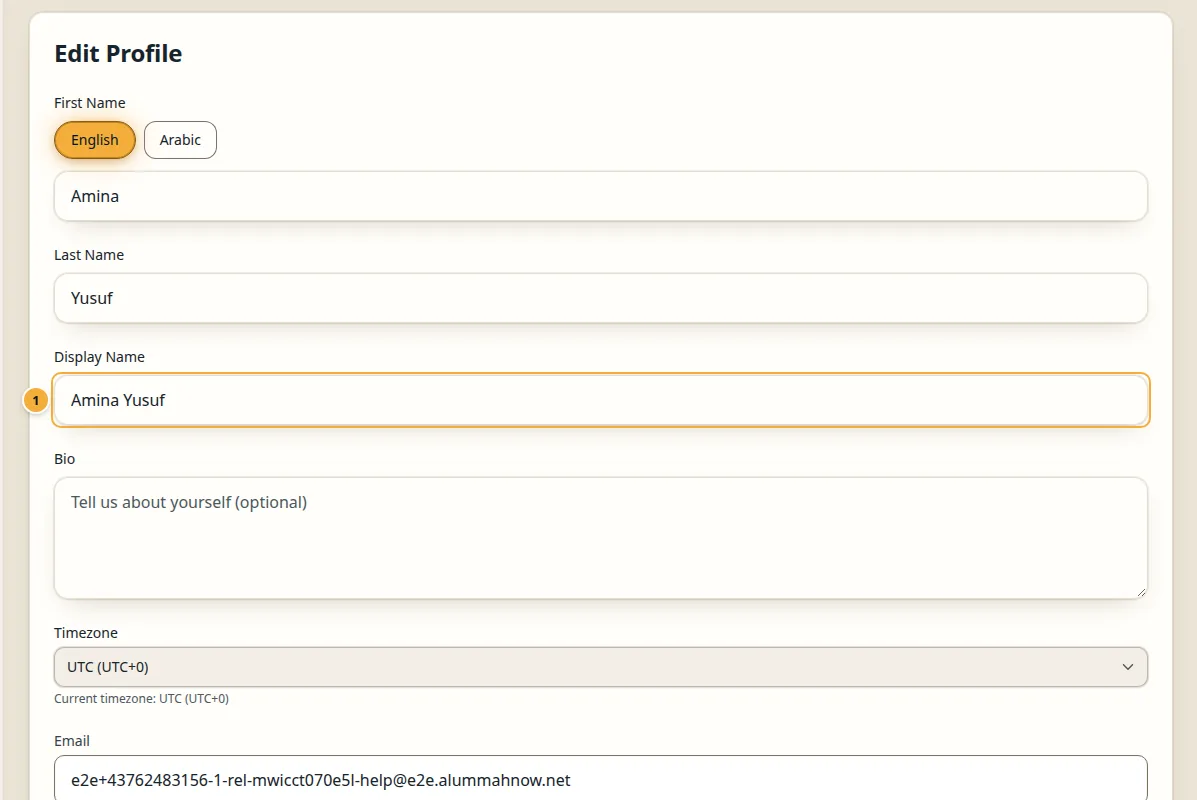 Edit Profile
First Name
English
Arabic
Amina
Last Name
Yusuf
Display Name
1
Amina Yusuf
Bio
Tell us about yourself (optional)
Timezone
UTC (UTC+0)
Current timezone: UTC (UTC+0)
Email
e2e+43762483156-1-rel-mwicct070e5l-help@e2e.alummahnow.net